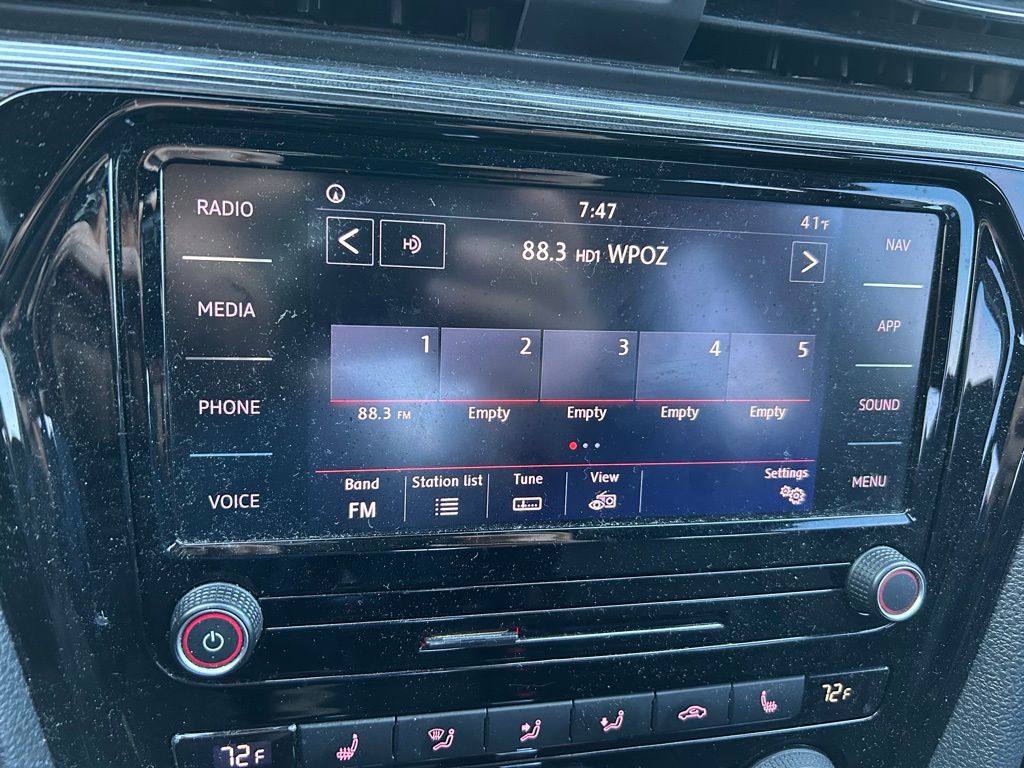 RADIO
MEDIA
PHONE
VOICE
7:47
41°F
HD
88.3 HD1 WPOZ
1
2
3
4
5
88.3 FM
Empty
Empty
Empty
Empty
Band
FM
Station list
Tune
View
Settings
NAV
APP
SOUND
MENU
72°F
72°F